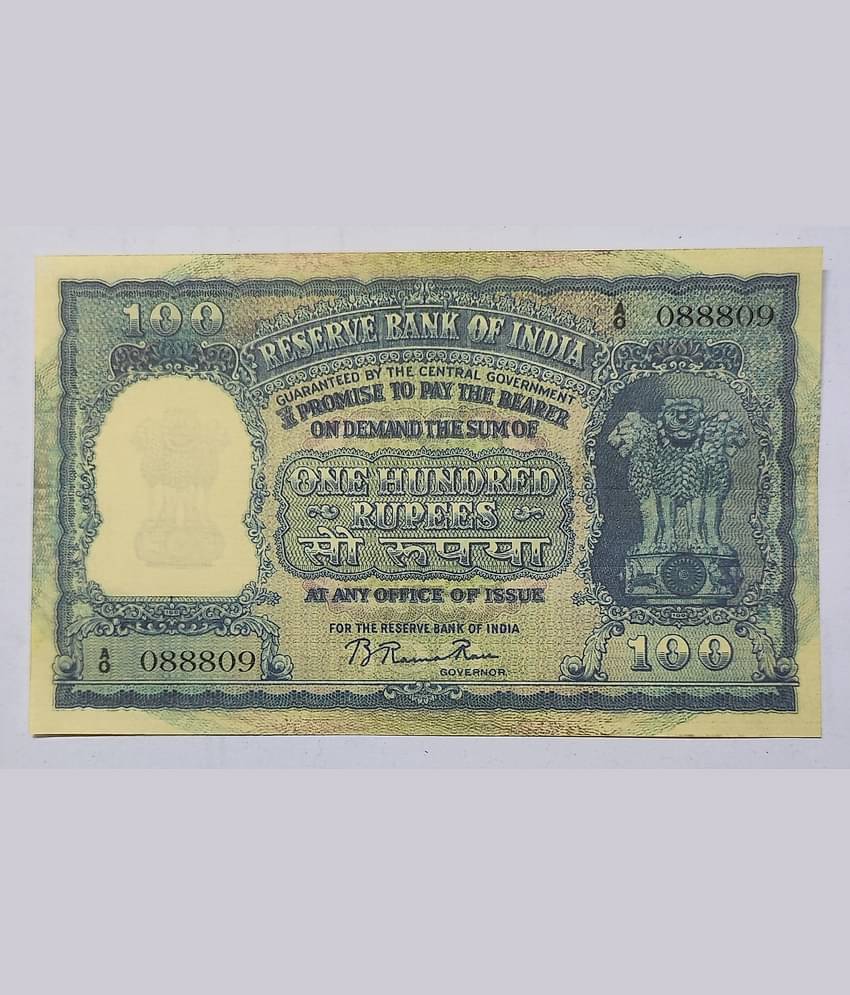 100
A/0 088809
RESERVE BANK OF INDIA
GUARANTEED BY THE CENTRAL GOVERNMENT
I PROMISE TO PAY THE BEARER
ON DEMAND THE SUM OF
ONE HUNDRED
RUPEES
सौ रूपया
AT ANY OFFICE OF ISSUE
FOR THE RESERVE BANK OF INDIA
B Rama Rau
GOVERNOR.
A/0 088809
100